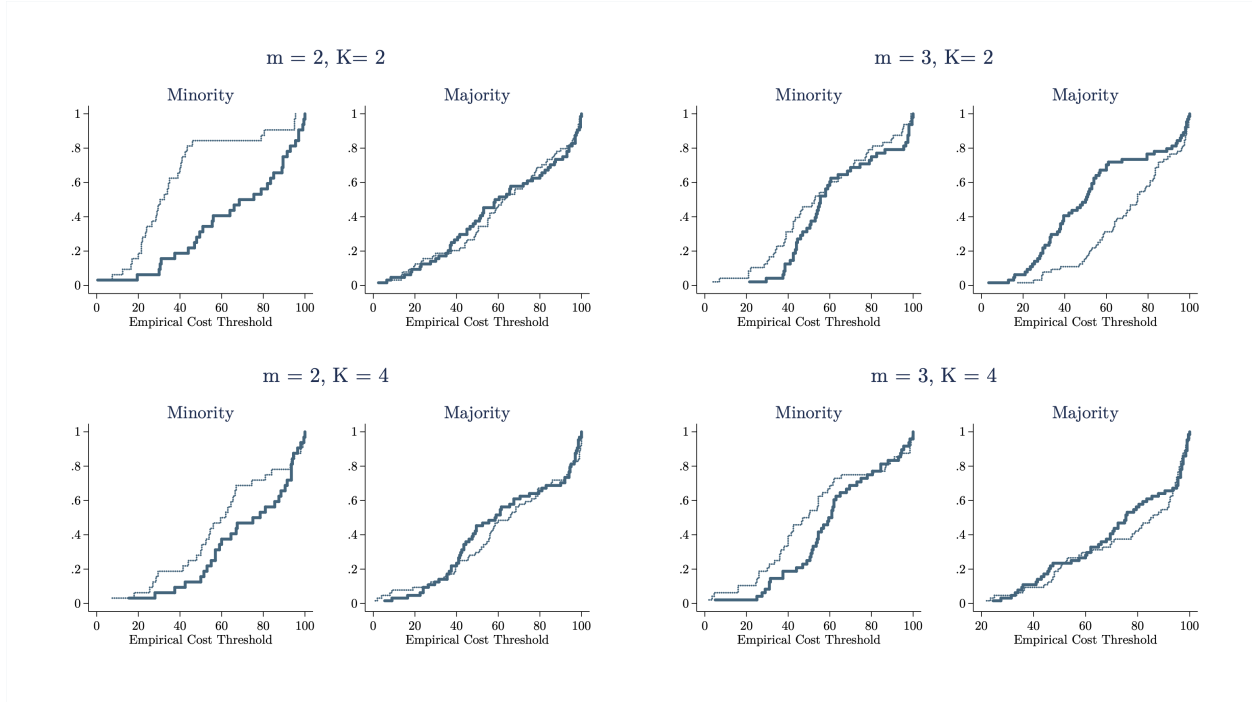 m = 2, K= 2
Minority
1
.8
.6
.4
.2
0
0 20 40 60 80 100
Empirical Cost Threshold
Majority
1
.8
.6
.4
.2
0
0 20 40 60 80 100
Empirical Cost Threshold
m = 3, K= 2
Minority
1
.8
.6
.4
.2
0
0 20 40 60 80 100
Empirical Cost Threshold
Majority
1
.8
.6
.4
.2
0
0 20 40 60 80 100
Empirical Cost Threshold
m = 2, K = 4
Minority
1
.8
.6
.4
.2
0
0 20 40 60 80 100
Empirical Cost Threshold
Majority
1
.8
.6
.4
.2
0
0 20 40 60 80 100
Empirical Cost Threshold
m = 3, K = 4
Minority
1
.8
.6
.4
.2
0
0 20 40 60 80 100
Empirical Cost Threshold
Majority
1
.8
.6
.4
.2
0
20 40 60 80 100
Empirical Cost Threshold